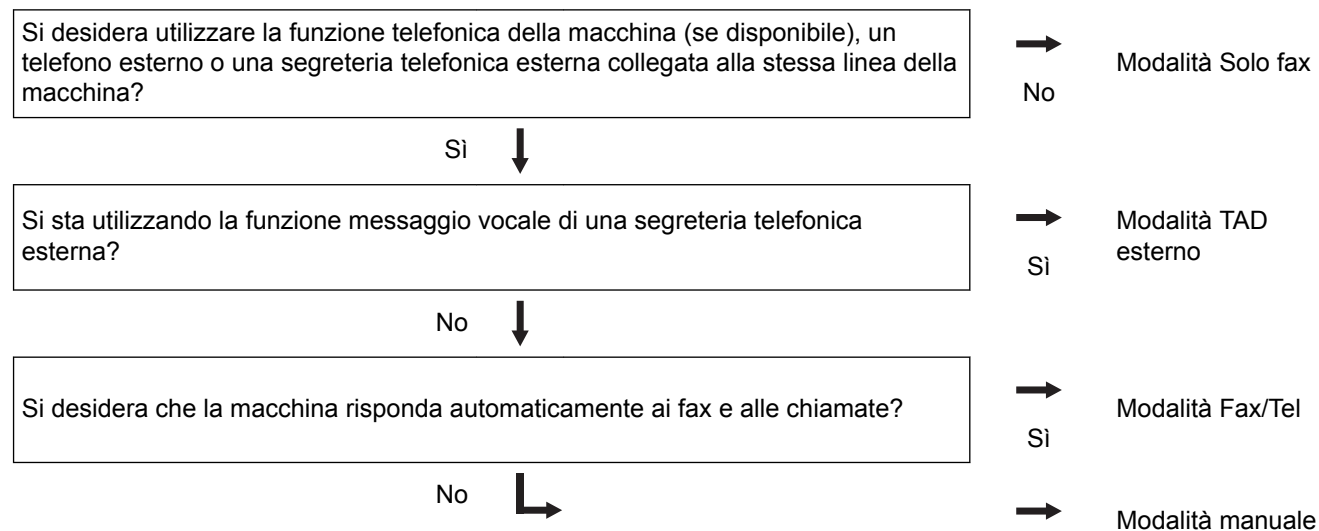 Si desidera utilizzare la funzione telefonica della macchina (se disponibile), un
telefono esterno o una segreteria telefonica esterna collegata alla stessa linea della
macchina?
No
Modalità Solo fax
Sì
Si sta utilizzando la funzione messaggio vocale di una segreteria telefonica
esterna?
Sì
Modalità TAD
esterno
No
Si desidera che la macchina risponda automaticamente ai fax e alle chiamate?
Sì
Modalità Fax/Tel
No
Modalità manuale